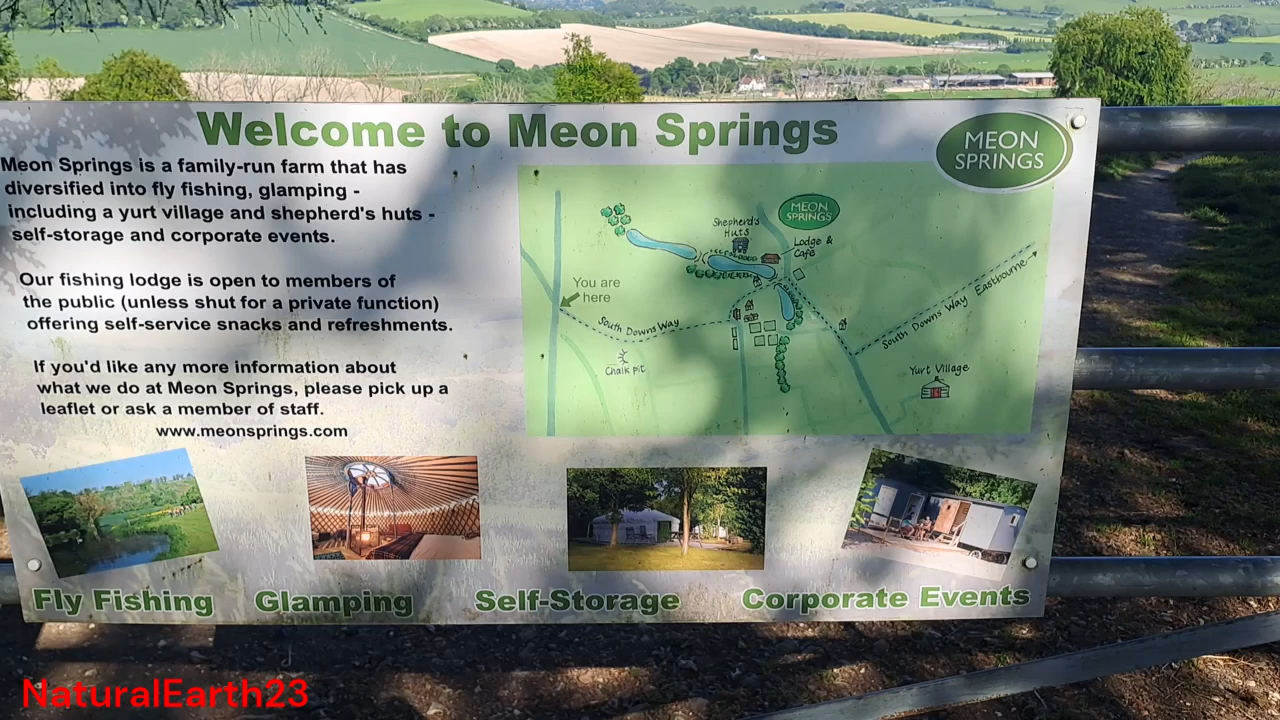 Welcome to Meon Springs
MEON
SPRINGS
Meon Springs is a family-run farm that has
diversified into fly fishing, glamping -
including a yurt village and shepherd's huts -
self-storage and corporate events.
Our fishing lodge is open to members of
the public (unless shut for a private function)
offering self-service snacks and refreshments.
If you'd like any more information about
what we do at Meon Springs, please pick up a
leaflet or ask a member of staff.
www.meonsprings.com
MEON
SPRINGS
Shepherd's
Huts
Lodge &
Café
You are
here
South Downs Way
South Downs Way Eastbourne
Chalk pit
Yurt Village
Fly Fishing
Glamping
Self-Storage
Corporate Events
NaturalEarth23